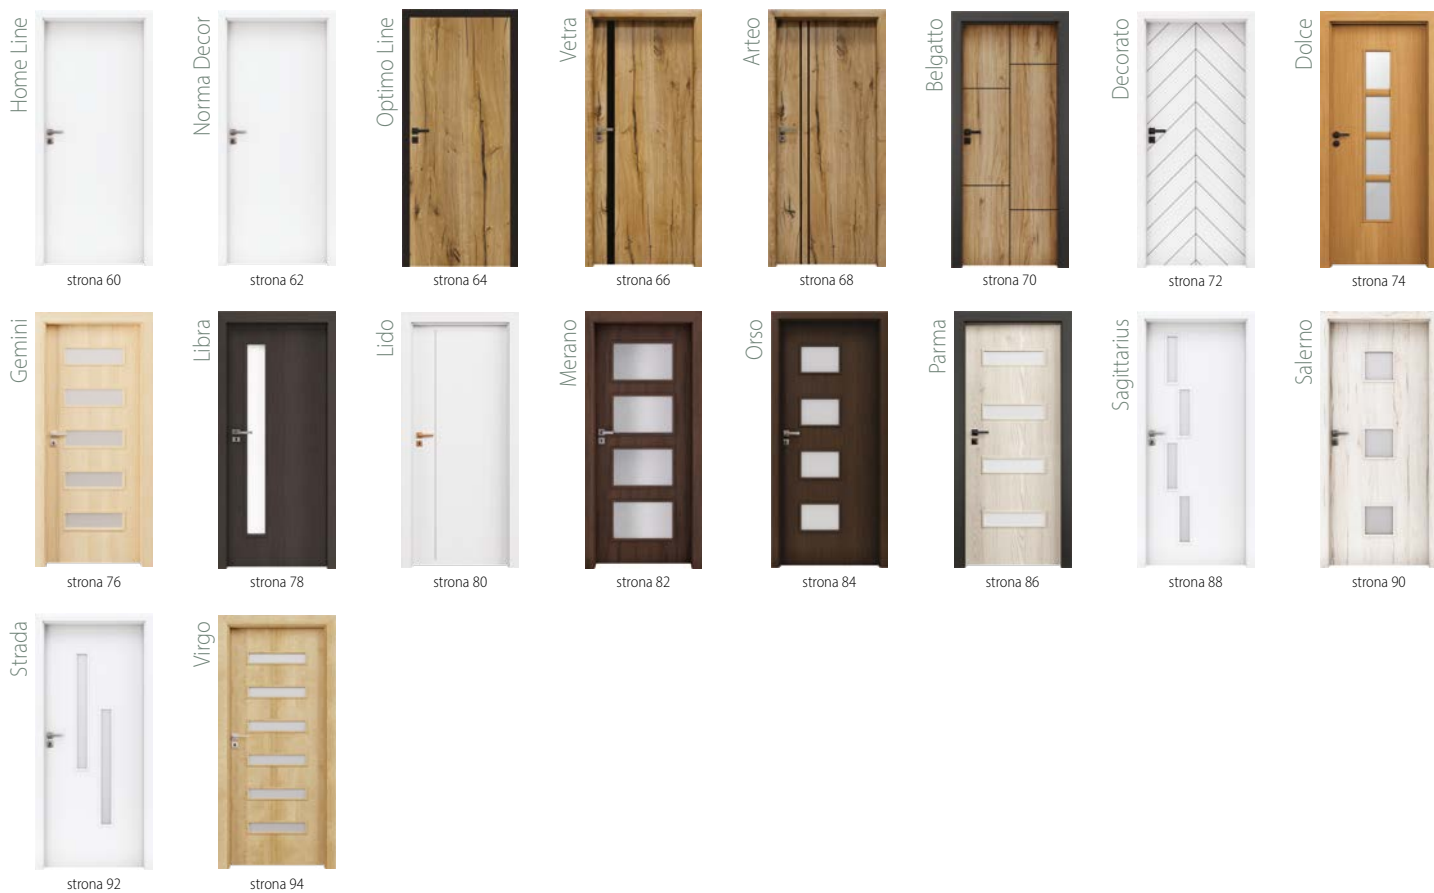 Home Line
strona 60
Norma Decor
strona 62
Optimo Line
strona 64
Vetra
strona 66
Arteo
strona 68
Belgatto
strona 70
Decorato
strona 72
Dolce
strona 74
Gemini
strona 76
Libra
strona 78
Lido
strona 80
Merano
strona 82
Orso
strona 84
Parma
strona 86
Sagittarius
strona 88
Salerno
strona 90
Strada
strona 92
Virgo
strona 94